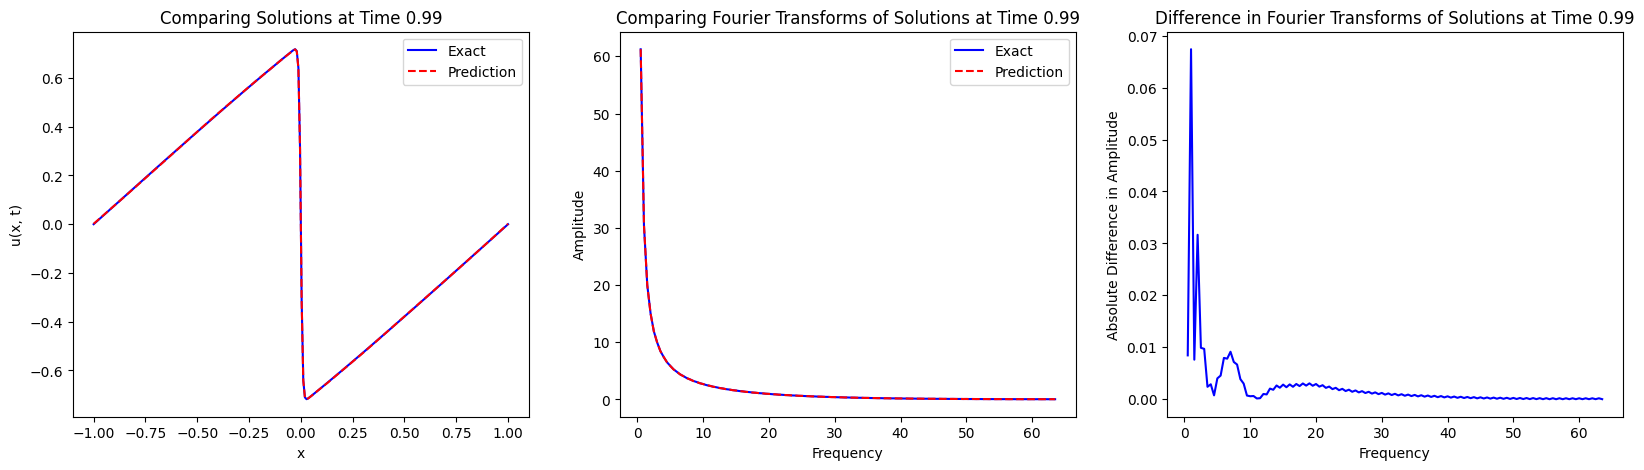 Comparing Solutions at Time 0.99
Exact
Prediction
u(x, t)
0.6
0.4
0.2
0.0
−0.2
−0.4
−0.6
−1.00 −0.75 −0.50 −0.25 0.00 0.25 0.50 0.75 1.00
x
Comparing Fourier Transforms of Solutions at Time 0.99
Exact
Prediction
Amplitude
60
50
40
30
20
10
0
0 10 20 30 40 50 60
Frequency
Difference in Fourier Transforms of Solutions at Time 0.99
Absolute Difference in Amplitude
0.07
0.06
0.05
0.04
0.03
0.02
0.01
0.00
0 10 20 30 40 50 60
Frequency